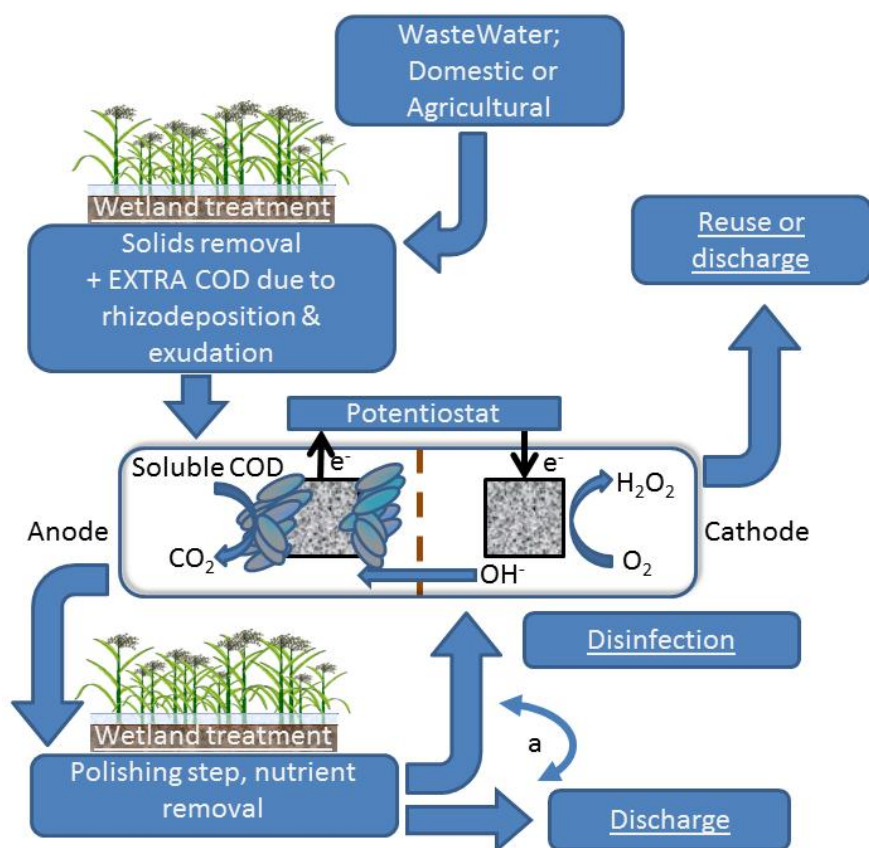 WasteWater;
Domestic or
Agricultural
Wetland treatment
Solids removal
+ EXTRA COD due to
rhizodeposition &
exudation
Reuse or
discharge
Potentiostat
Soluble COD
e⁻
e⁻
H₂O₂
Anode
Cathode
CO₂
OH⁻
O₂
Disinfection
Wetland treatment
a
Polishing step, nutrient
removal
Discharge